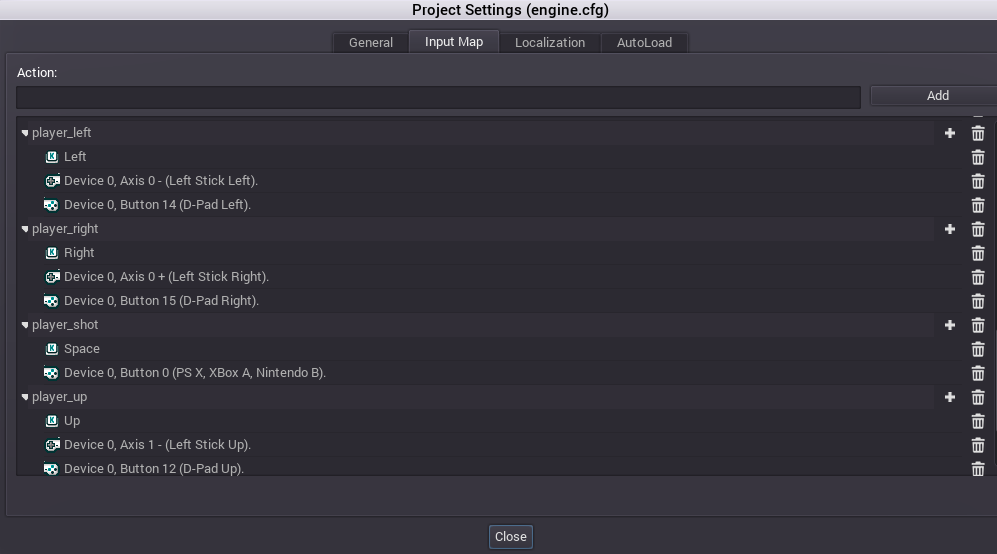 Project Settings (engine.cfg)
General Input Map Localization AutoLoad
Action:
Add
player_left
Left
Device 0, Axis 0 - (Left Stick Left).
Device 0, Button 14 (D-Pad Left).
player_right
Right
Device 0, Axis 0 + (Left Stick Right).
Device 0, Button 15 (D-Pad Right).
player_shot
Space
Device 0, Button 0 (PS X, XBox A, Nintendo B).
player_up
Up
Device 0, Axis 1 - (Left Stick Up).
Device 0, Button 12 (D-Pad Up).
Close